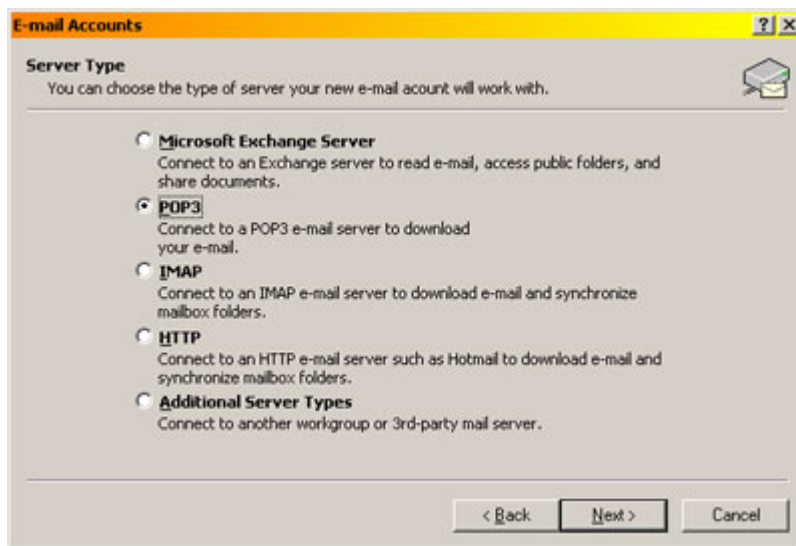 E-mail Accounts
Server Type
You can choose the type of server your new e-mail acount will work with.
Microsoft Exchange Server
Connect to an Exchange server to read e-mail, access public folders, and
share documents.
POP3
Connect to a POP3 e-mail server to download
your e-mail.
IMAP
Connect to an IMAP e-mail server to download e-mail and synchronize
mailbox folders.
HTTP
Connect to an HTTP e-mail server such as Hotmail to download e-mail and
synchronize mailbox folders.
Additional Server Types
Connect to another workgroup or 3rd-party mail server.
< Back Next > Cancel